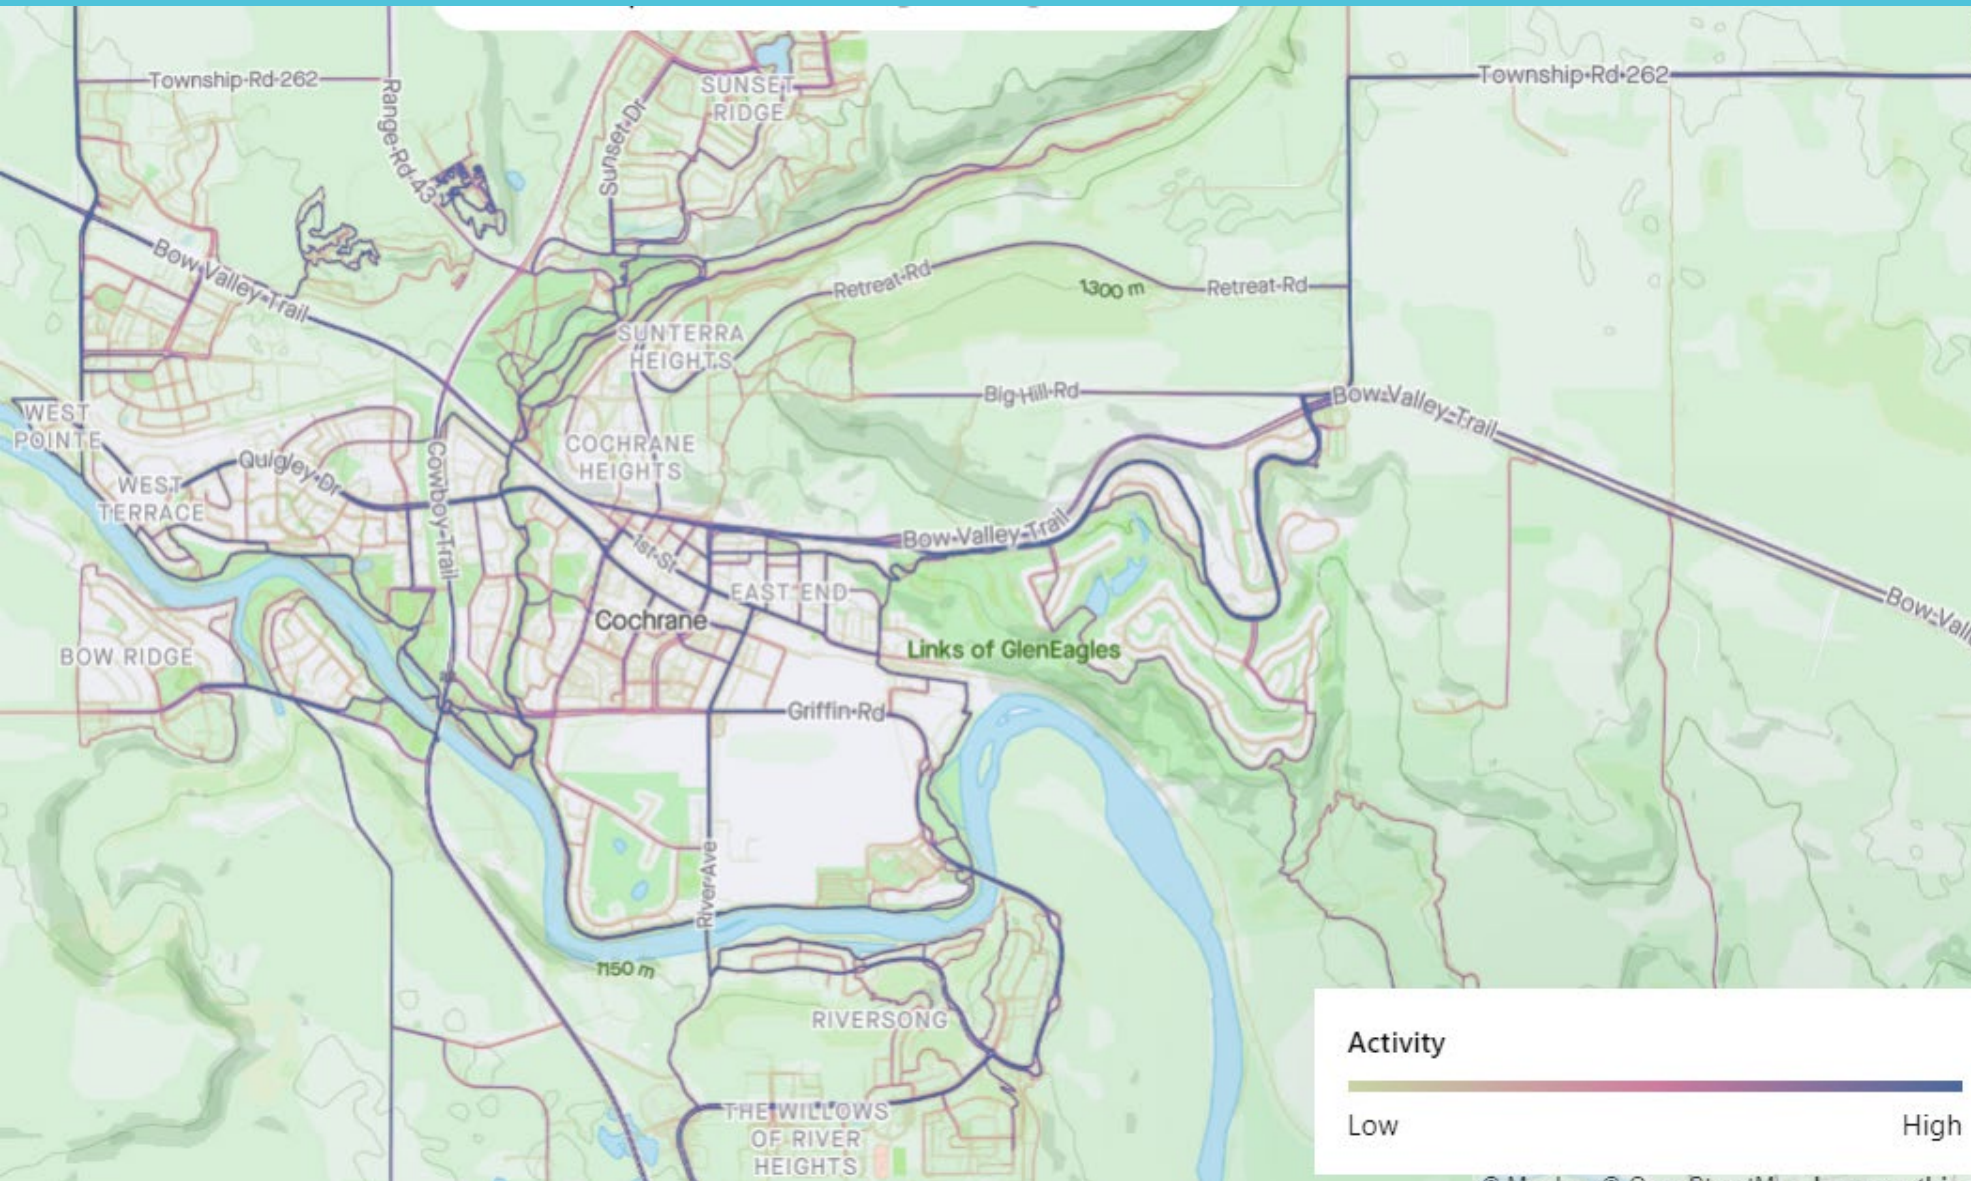 Township Rd 262
Township Rd 262
Range Rd 43
Sunset Dr
SUNSET
RIDGE
Bow Valley Trail
Retreat Rd
1300 m
Retreat Rd
SUNTERRA
HEIGHTS
Big Hill Rd
Bow Valley Trail
WEST
POINTE
Quigley Dr
Cowboy Trail
COCHRANE
HEIGHTS
WEST
TERRACE
Bow Valley Trail
1st St
EAST END
Bow Vall
Cochrane
BOW RIDGE
Links of GlenEagles
Griffin Rd
River Ave
1150 m
RIVERSONG
THE WILLOWS
OF RIVER
HEIGHTS
Activity
Low
High